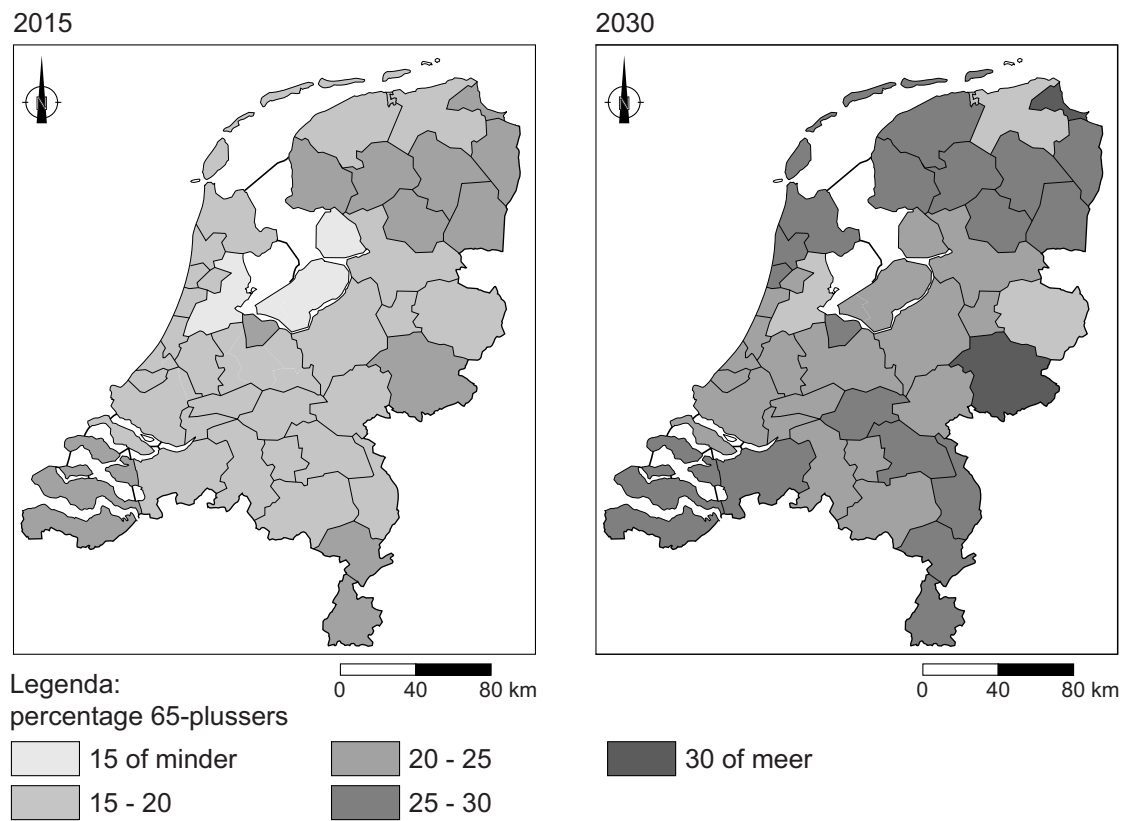 2015
2030
N
N
0 40 80 km
0 40 80 km
Legenda:
percentage 65-plussers
15 of minder
20 - 25
30 of meer
15 - 20
25 - 30